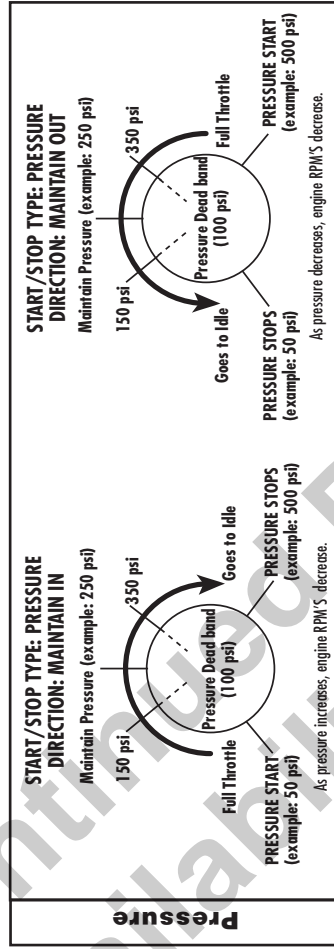 Pressure
START/STOP TYPE: PRESSURE
DIRECTION: MAINTAIN IN
Maintain Pressure (example: 250 psi)
150 psi
350 psi
Pressure Dead band
(100 psi)
Full Throttle
Goes to Idle
PRESSURE START
(example: 50 psi)
PRESSURE STOPS
(example: 500 psi)
As pressure increases, engine RPM'S decrease.
START/STOP TYPE: PRESSURE
DIRECTION: MAINTAIN OUT
Maintain Pressure (example: 250 psi)
150 psi
350 psi
Pressure Dead band
(100 psi)
Goes to Idle
Full Throttle
PRESSURE STOPS
(example: 50 psi)
PRESSURE START
(example: 500 psi)
As pressure decreases, engine RPM'S decrease.